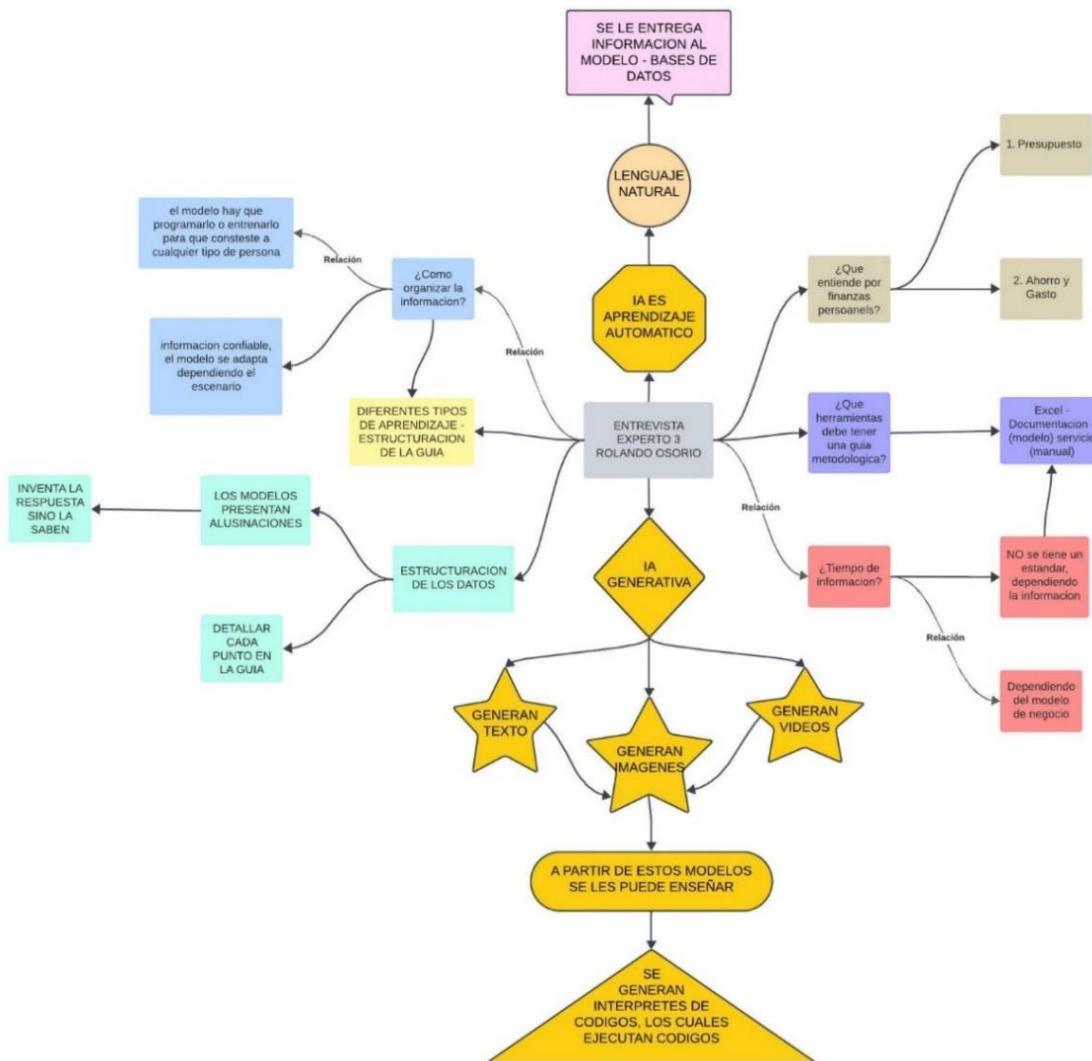 SE LE ENTREGA
INFORMACION AL
MODELO - BASES DE
DATOS
LENGUAJE
NATURAL
IA ES
APRENDIZAJE
AUTOMATICO
el modelo hay que
programarlo o entrenarlo
para que consteste a
cualquier tipo de persona
Relación
¿Como
organizar la
informacion?
informacion confiable,
el modelo se adapta
dependiendo el
escenario
Relación
DIFERENTES TIPOS
DE APRENDIZAJE -
ESTRUCTURACION
DE LA GUIA
INVENTA LA
RESPUESTA
SINO LA
SABEN
LOS MODELOS
PRESENTAN
ALUSINACIONES
ESTRUCTURACION
DE LOS DATOS
DETALLAR
CADA
PUNTO EN
LA GUIA
ENTREVISTA
EXPERTO 3
ROLANDO OSORIO
¿Que
entiende por
finanzas
persoanels?
1. Presupuesto
2. Ahorro y
Gasto
¿Que
herramientas
debe tener
una guia
metodologica?
Excel -
Documentacion -
(modelo) servicio
(manual)
Relación
¿Tiempo de
informacion?
NO se tiene un
estandar,
dependiendo
la informacion
Relación
Dependiendo
del modelo
de negocio
IA
GENERATIVA
GENERAN
TEXTO
GENERAN
IMAGENES
GENERAN
VIDEOS
A PARTIR DE ESTOS MODELOS
SE LES PUEDE ENSEÑAR
SE
GENERAN
INTERPRETES DE
CODIGOS, LOS CUALES
EJECUTAN CODIGOS